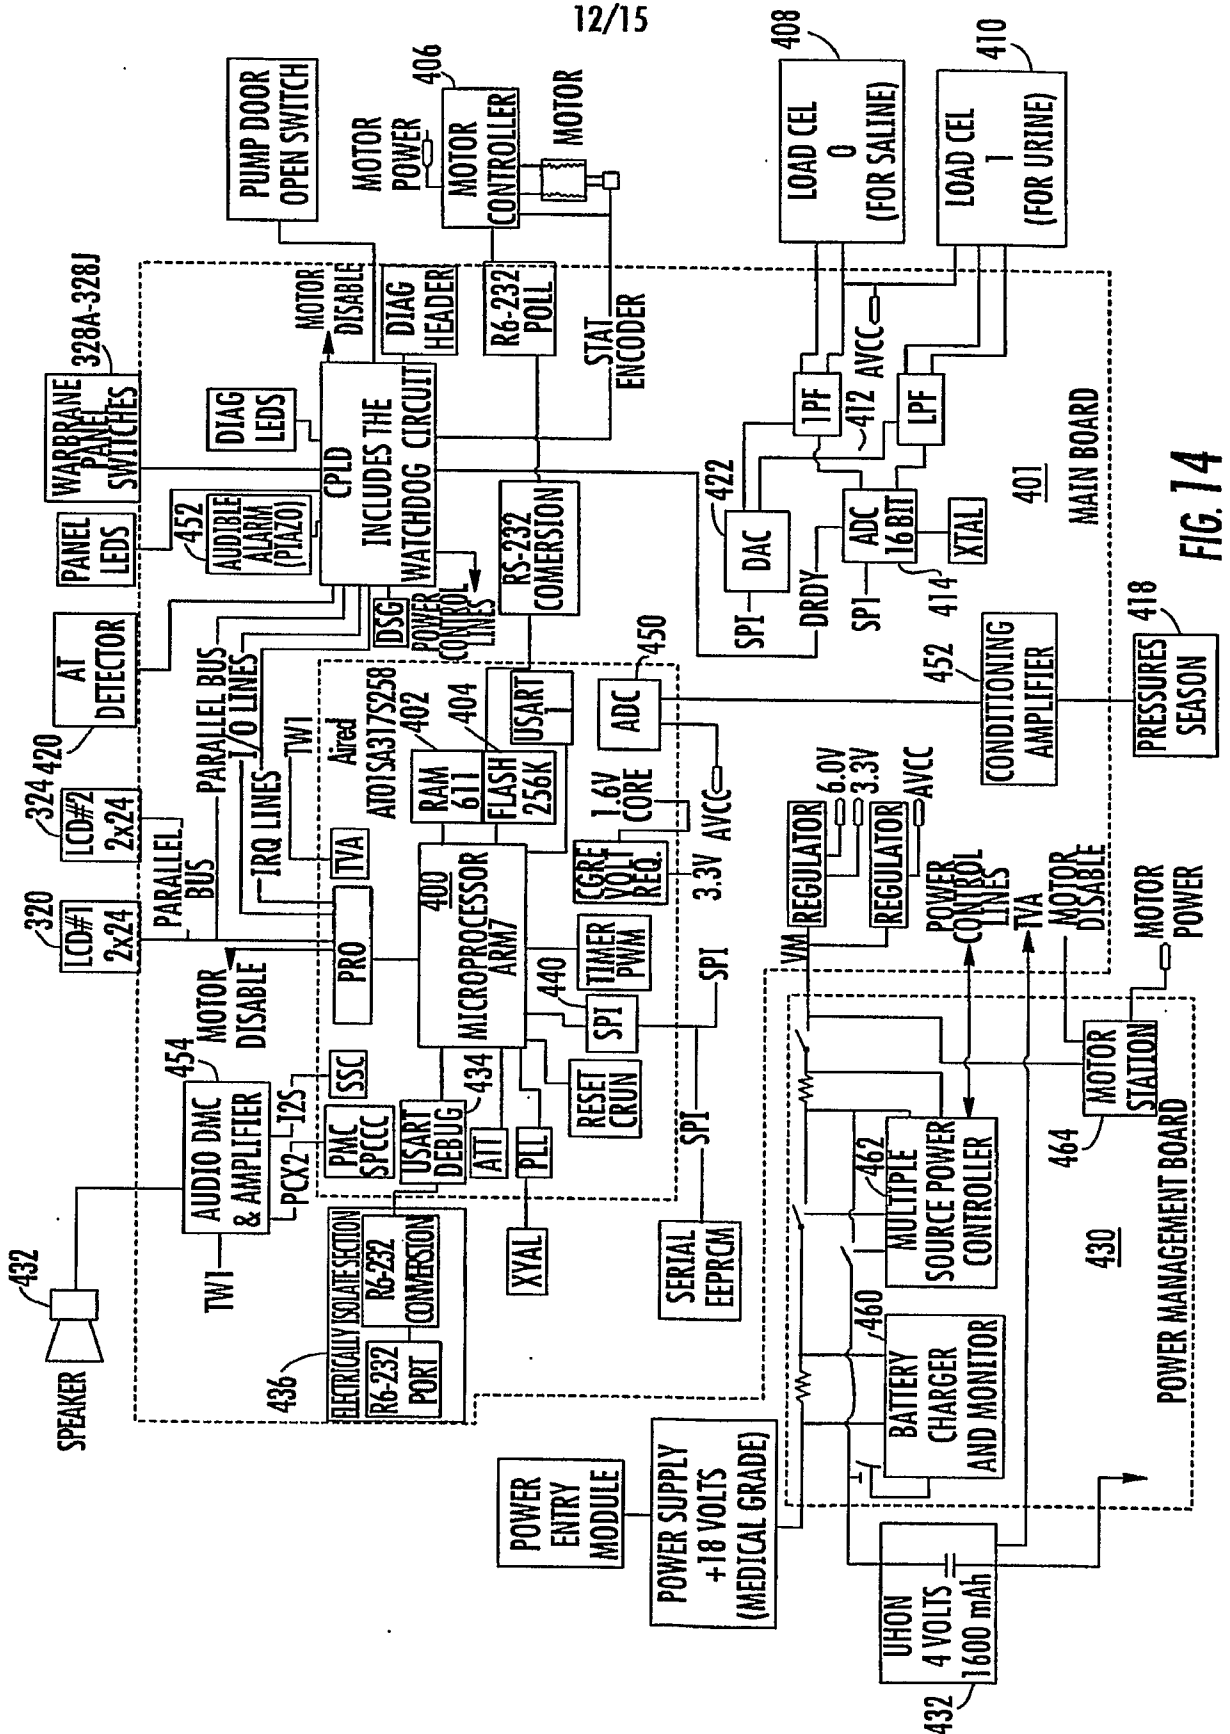 12/15
SPEAKER
432
TW1
454
AUDIO DMC
& AMPLIFIER
PCX2
I2S
MOTOR
DISABLE
320
LCD#1
2x24
324
LCD#2
2x24
PARALLEL
BUS
420
AT
DETECTOR
PARALLEL BUS
I/O LINES
IRQ LINES
TW1
PANEL
LEDS
452
AUDIBLE
ALARM
(PIAZO)
WARBRANE
PANEL
SWITCHES
328A-328J
DIAG
LEDS
CPLD
INCLUDES THE
WATCHDOG CIRCUIT
MOTOR
DISABLE
DIAG
HEADER
DSG
POWER
CONTROL
LINES
PUMP DOOR
OPEN SWITCH
MOTOR
POWER
406
MOTOR
CONTROLLER
MOTOR
R6-232
POLL
STAT
ENCODER
RS-232
COMERSION
436
ELECTRICALLY ISOLATE SECTION
R6-232
PORT
R6-232
CONVERSION
PMC
SPCCC
SSC
PRO
TVA
Aired
AT01SA317S258
402
RAM
611
404
FLASH
256K
USART
USART
DEBUG
434
ATT
PLL
XYAL
400
MICROPROCESSOR
ARM7
RESET
CRUN
440
SPI
TIMER
PWM
CGRE
VOLT
REQ.
1.6V
CORE
3.3V
AVCC
450
ADC
SPI
SPI
SERIAL
EEPRCM
422
DAC
SPI
DRDY
412
1PF
LPF
AVCC
ADC
16 BIT
SPI
414
XTAL
408
LOAD CEL
0
(FOR SALINE)
410
LOAD CEL
1
(FOR URINE)
401
MAIN BOARD
452
CONDITIONING
AMPLIFIER
418
PRESSURES
SEASON
POWER
ENTRY
MODULE
POWER SUPPLY
+18 VOLTS
(MEDICAL GRADE)
UHON
4 VOLTS
1600 mAh
432
460
BATTERY
CHARGER
AND MONITOR
462
MULTIPLE
SOURCE POWER
CONTROLLER
VM
REGULATOR
6.0V
3.3V
REGULATOR
AVCC
POWER
CONTROL
LINES
TVA
MOTOR
DISABLE
MOTOR
POWER
464
MOTOR
STATION
430
POWER MANAGEMENT BOARD
FIG. 14